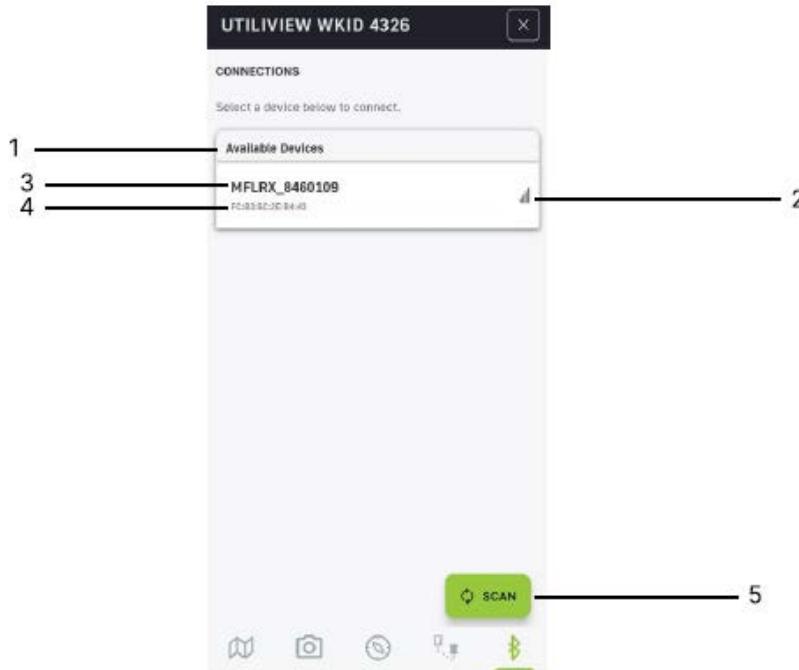 UTILIVIEW WKID 4326
CONNECTIONS
Select a device below to connect.
1
Available Devices
3
MFLRX_8460109
2
4
5
SCAN